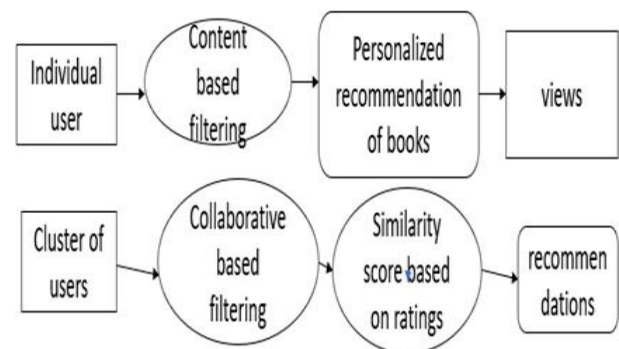 Individual
user
Content
based
filtering
Personalized
recommendation
of books
views
Cluster of
users
Collaborative
based
filtering
Similarity
score based
on ratings
recommen
dations